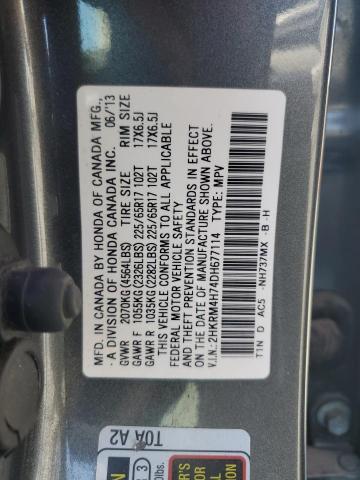 MFD. IN CANADA BY HONDA OF CANADA MFG.,
- A DIVISION OF HONDA CANADA INC. 06/'13
GVWR 2070KG(4564LBS) TIRE SIZE RIM SIZE
GAWR F 1055KG(2326LBS) 225/65R17 102T 17X6.5J
GAWR R 1035KG(2282LBS) 225/65R17 102T 17X6.5J
THIS VEHICLE CONFORMS TO ALL APPLICABLE
FEDERAL MOTOR VEHICLE SAFETY
AND THEFT PREVENTION STANDARDS IN EFFECT
ON THE DATE OF MANUFACTURE SHOWN ABOVE.
V.I.N.: 2HKRM4H74DH677114 TYPE: MPV
T1N D AC5 -NH737MX -B -H
T0A A2